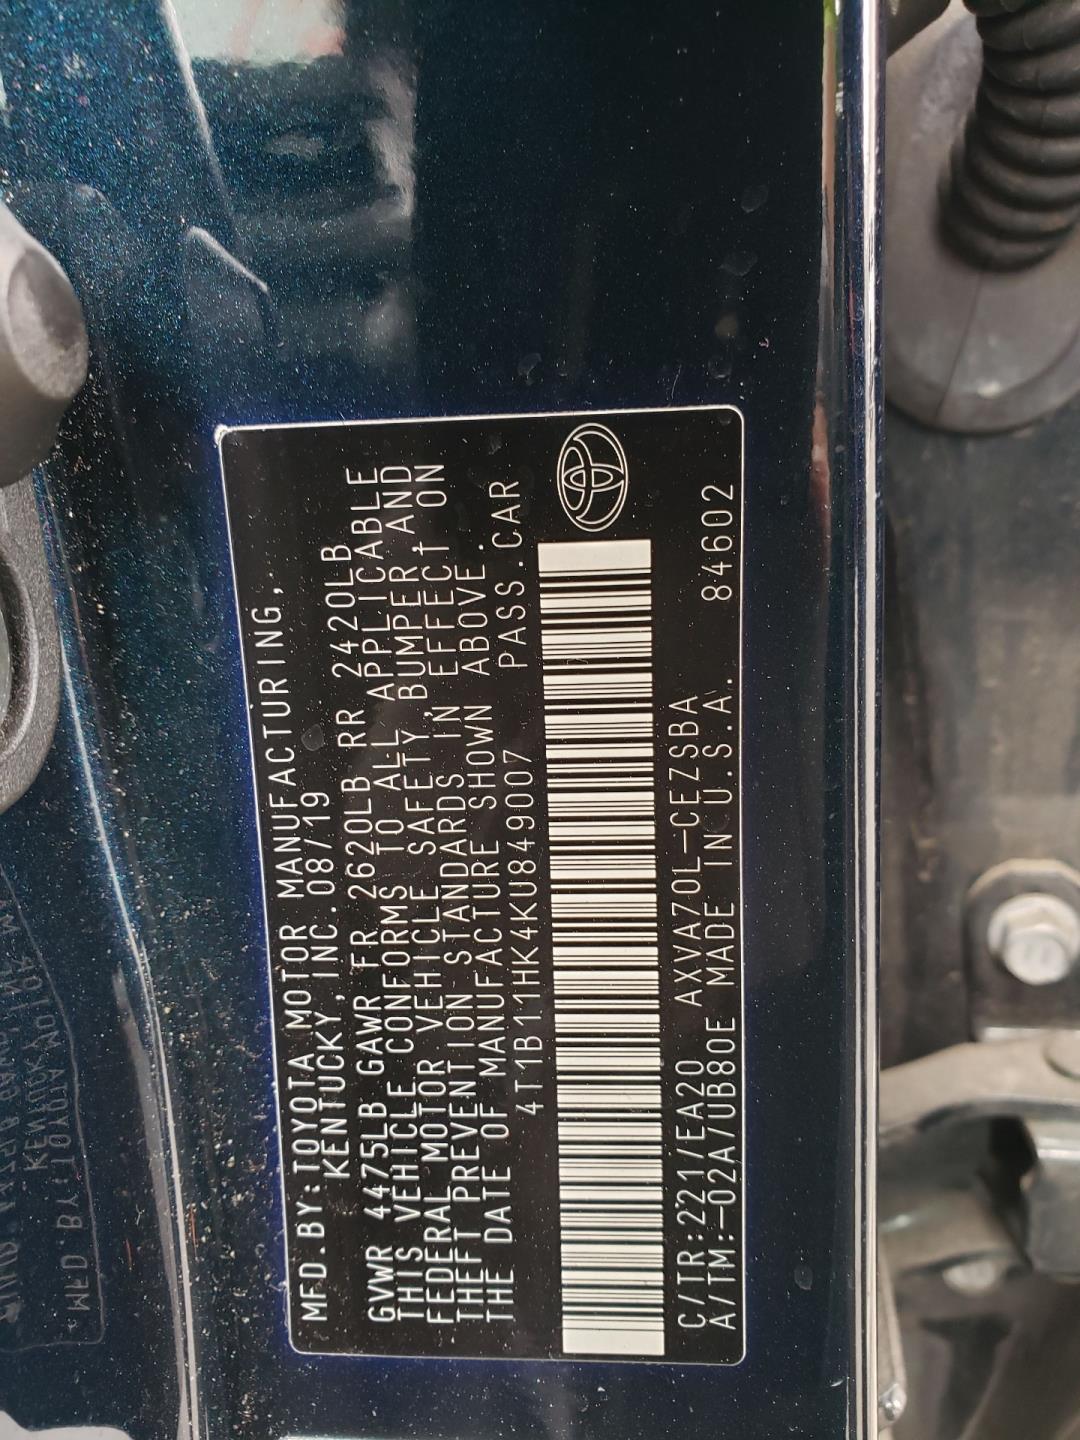 MFD.BY:TOYOTA MOTOR MANUFACTURING,
KENTUCKY, INC. 08/19
GVWR 4475LB GAWR FR 2620LB RR 2420LB
THIS VEHICLE CONFORMS TO ALL APPLICABLE
FEDERAL MOTOR VEHICLE SAFETY, BUMPER, AND
THEFT PREVENTION STANDARDS IN EFFECT ON
THE DATE OF MANUFACTURE SHOWN ABOVE.
4T1B11HK4KU849007 PASS.CAR
C/TR:221/EA20 AXVA70L-CEZSBA
A/TM:-02A/UB80E MADE IN U.S.A. 84602